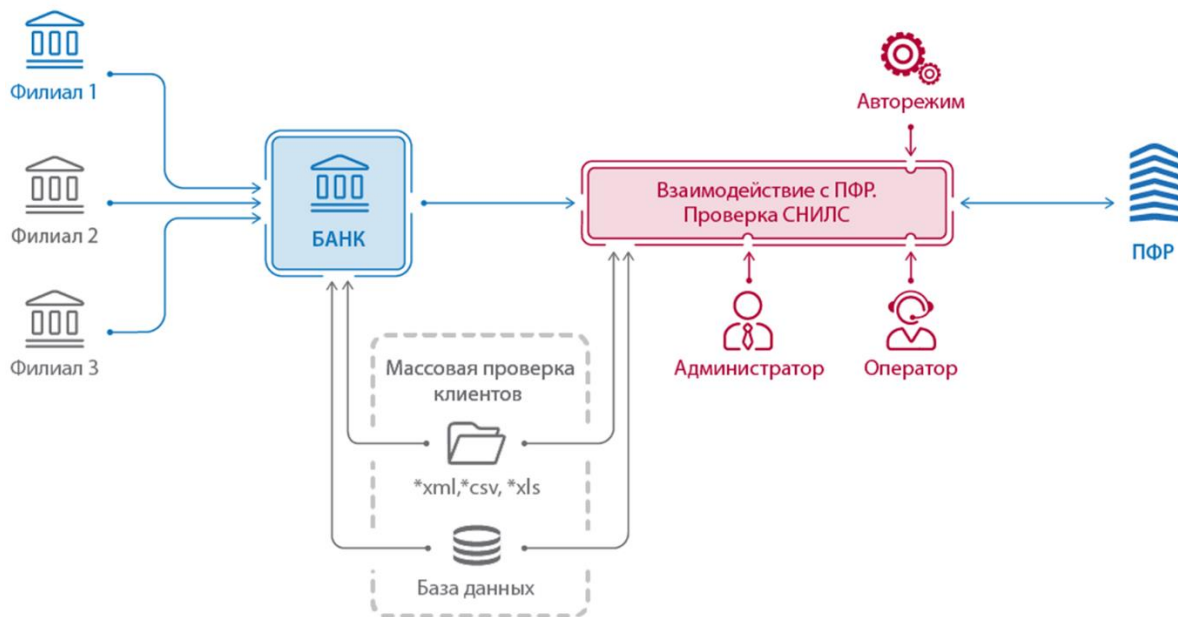 Филиал 1
Филиал 2
Филиал 3
БАНК
Массовая проверка
клиентов
*xml,*csv, *xls
База данных
Авторежим
Взаимодействие с ПФР.
Проверка СНИЛС
Администратор
Оператор
ПФР